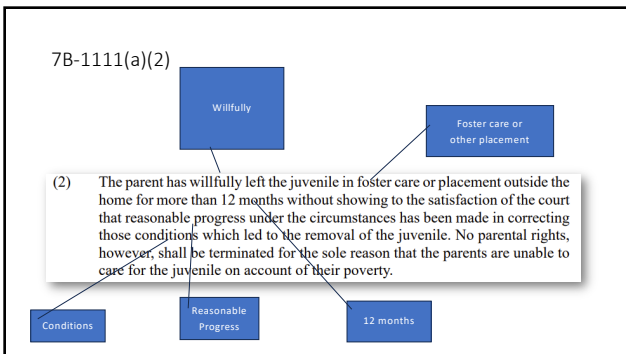 7B-1111(a)(2)
Willfully
Foster care or
other placement
(2) The parent has willfully left the juvenile in foster care or placement outside the
home for more than 12 months without showing to the satisfaction of the court
that reasonable progress under the circumstances has been made in correcting
those conditions which led to the removal of the juvenile. No parental rights,
however, shall be terminated for the sole reason that the parents are unable to
care for the juvenile on account of their poverty.
Conditions
Reasonable
Progress
12 months